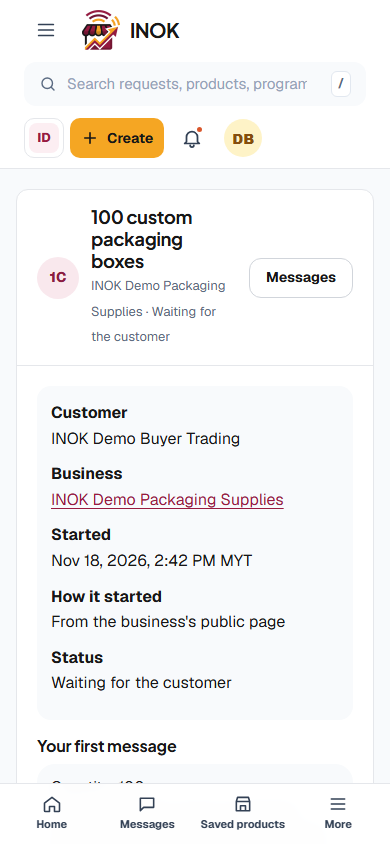 INOK
Search requests, products, program
/
ID
+ Create
DB
1C
100 custom
packaging
boxes
INOK Demo Packaging
Supplies · Waiting for
the customer
Messages
Customer
INOK Demo Buyer Trading
Business
INOK Demo Packaging Supplies
Started
Nov 18, 2026, 2:42 PM MYT
How it started
From the business's public page
Status
Waiting for the customer
Your first message
Home
Messages
Saved products
More